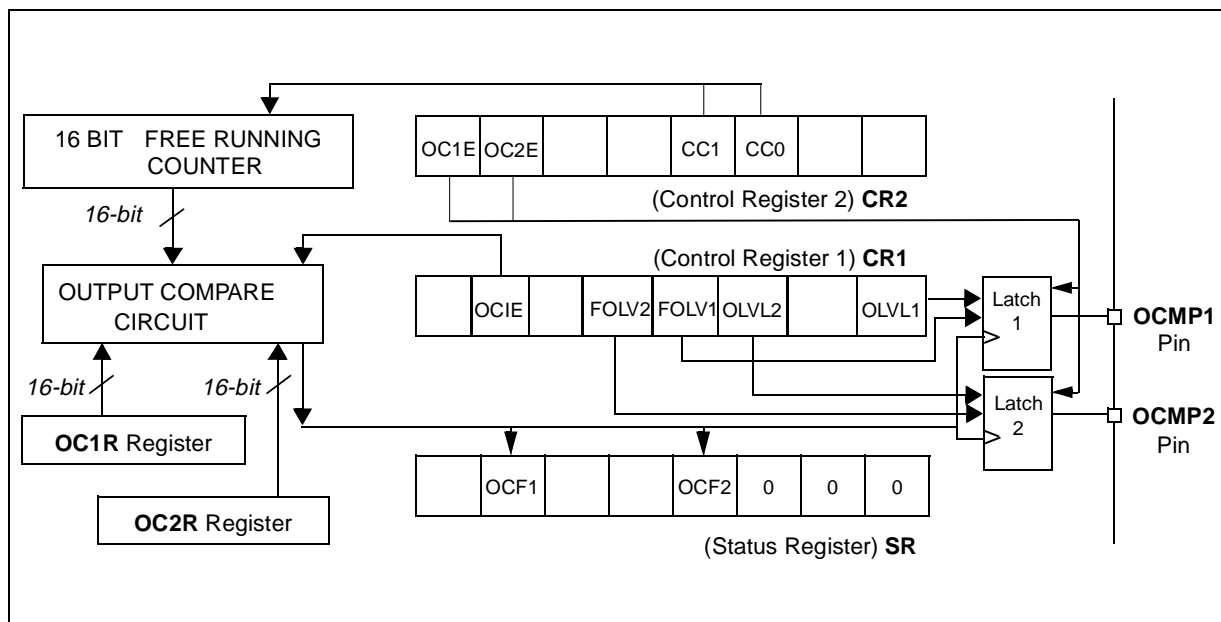 16 BIT FREE RUNNING
COUNTER
OC1E OC2E CC1 CC0
(Control Register 2) CR2
16-bit
(Control Register 1) CR1
OUTPUT COMPARE
CIRCUIT
OCIE FOLV2 FOLV1 OLVL2 OLVL1
Latch
1
OCMP1
Pin
16-bit
16-bit
Latch
2
OCMP2
Pin
OC1R Register
OCF1 OCF2 0 0 0
OC2R Register
(Status Register) SR